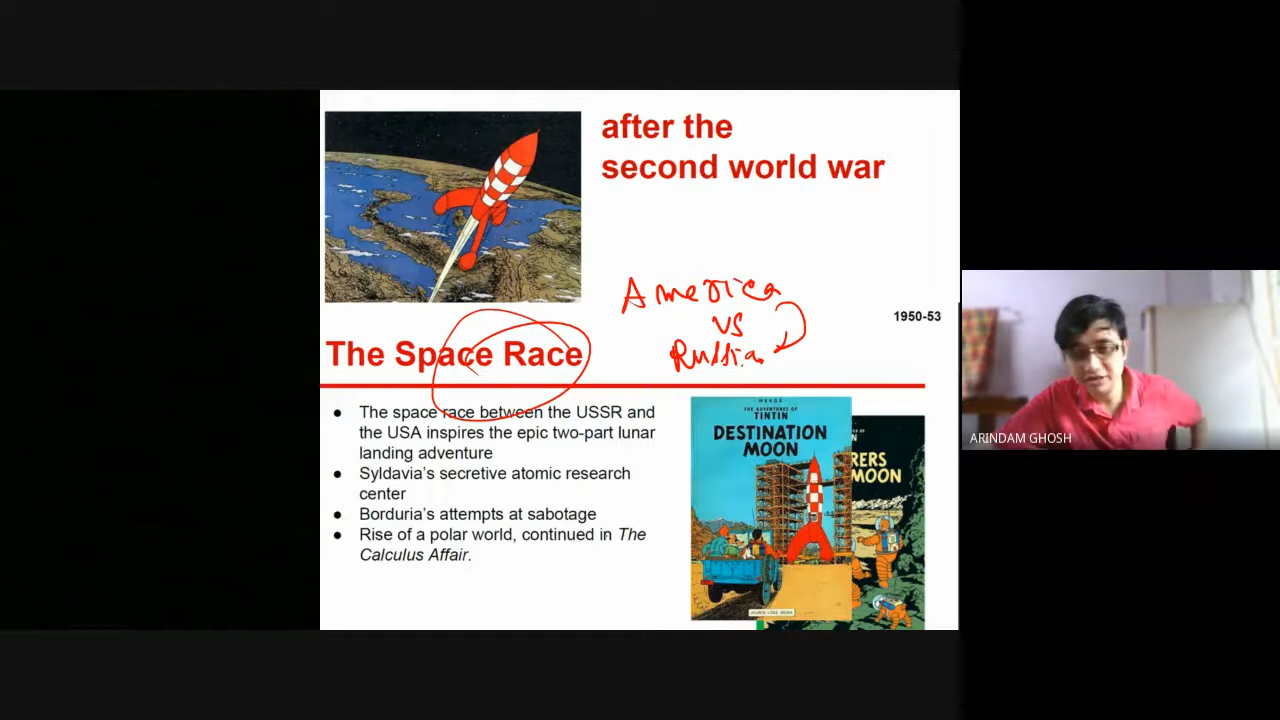 after the
second world war
America
vs
Russia
1950-53
The Space Race
● The space race between the USSR and
the USA inspires the epic two-part lunar
landing adventure
● Syldavia's secretive atomic research
center
● Borduria's attempts at sabotage
● Rise of a polar world, continued in The
Calculus Affair.
HERGÉ
THE ADVENTURES OF
TINTIN
DESTINATION
MOON
RERS
MOON
ARINDAM GHOSH